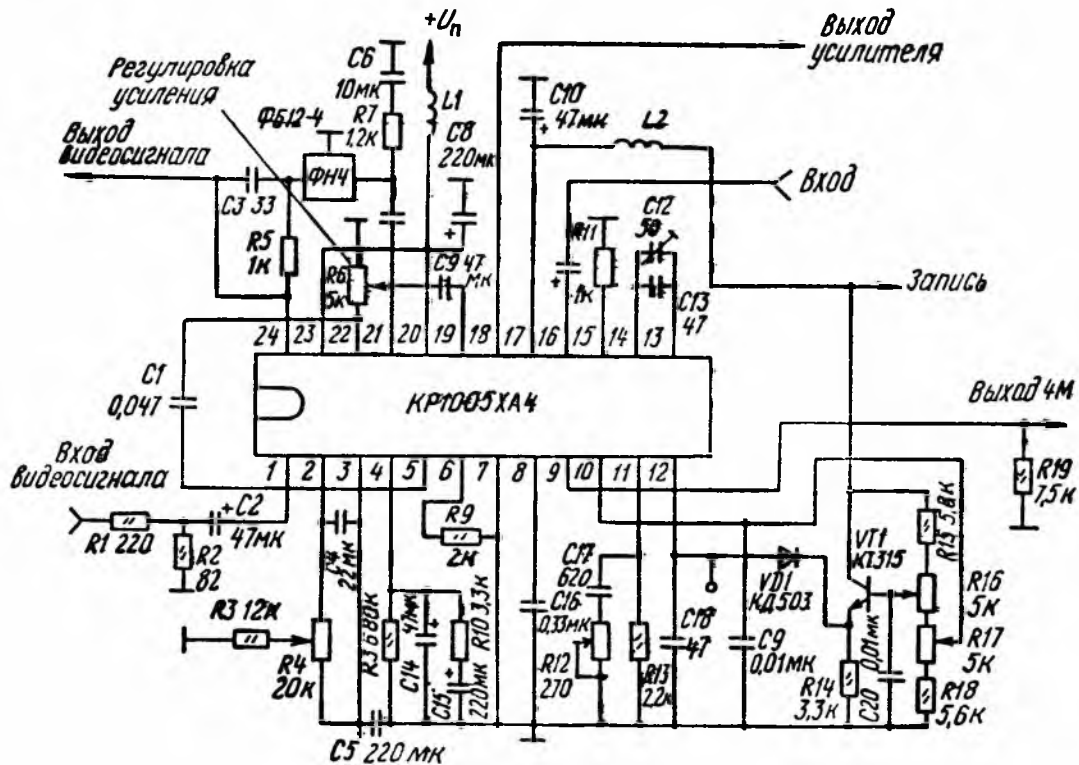 +Uп
Выход
усилителя
Регулировка
усиления
C6
10мк
R7
1,2к
L1
C8
220мк
C10
47мк
L2
ФБ12-4
Выход
видеосигнала
ФНЧ
C3 33
Вход
R5
1к
R6
5к
C9 47
мк
R11
1к
C12
50
C13
47
Запись
24 23 22 21 20 19 18 17 16 15 14 13
C1
0,047
КР1005ХА4
Выход ЧМ
1 2 3 4 5 6 7 8 9 10 11 12
Вход
видеосигнала
R1 220
R2
82
C2
47мк
C4
22мк
R9
2к
R19
7,5к
R3 12к
R4
20к
R3 680к
C14
47мк
R10 3,3к
C15
220мк
C16
0,33мк
C17
620
R12
270
R13
2,2к
C18
47
VD1
КД503
C9
0,01мк
VT1
КТ315
R15 5,8к
R16
5к
R17
5к
R18
5,6к
R14
3,3к
C20
0,01мк
C5 220 мк